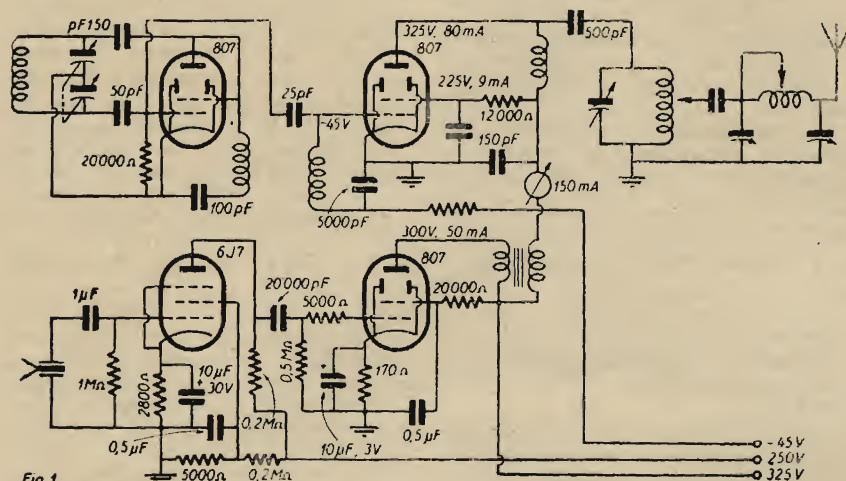 pF150
807
50pF
20000Ω
100pF
25pF
325V, 80mA
807
225V, 9mA
-45V
12000Ω
150pF
5000pF
500pF
150mA
6J7
1µF
1MΩ
2800Ω
10µF
30V
+
0,5µF
5000Ω
0,2MΩ
0,2MΩ
20000pF
5000Ω
0,5MΩ
300V, 50mA
807
20000Ω
170Ω
+
10µF, 3V
0,5µF
-45V
250V
325V
Fig 1